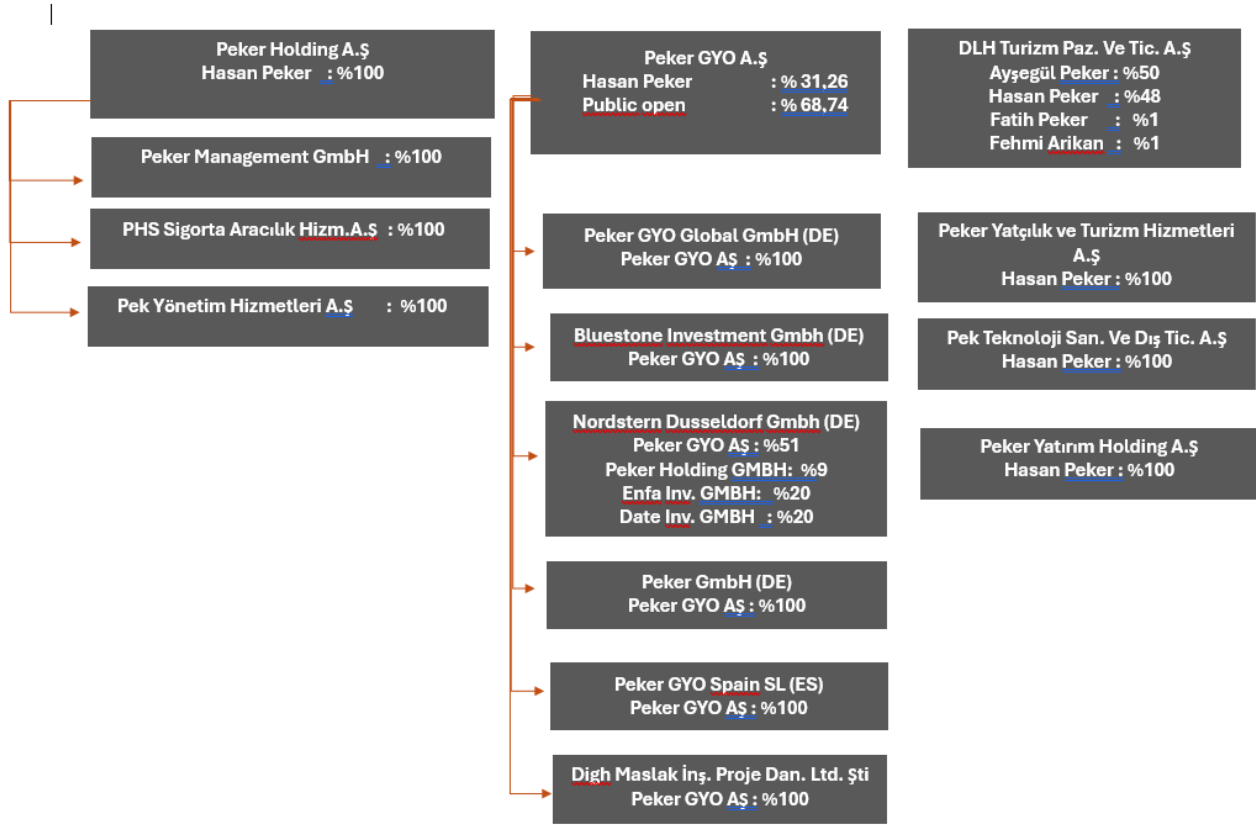 Peker Holding A.Ş
Hasan Peker : %100
Peker Management GmbH : %100
PHS Sigorta Aracılık Hizm.A.Ş : %100
Pek Yönetim Hizmetleri A.Ş : %100
Peker GYO A.Ş
Hasan Peker : % 31,26
Public open : % 68,74
Peker GYO Global GmbH (DE)
Peker GYO AŞ : %100
Bluestone Investment Gmbh (DE)
Peker GYO AŞ : %100
Nordstern Dusseldorf Gmbh (DE)
Peker GYO AŞ : %51
Peker Holding GMBH: %9
Enfa Inv. GMBH: %20
Date Inv. GMBH : %20
Peker GmbH (DE)
Peker GYO AŞ : %100
Peker GYO Spain SL (ES)
Peker GYO AŞ : %100
Digh Maslak İnş. Proje Dan. Ltd. Şti
Peker GYO AŞ : %100
DLH Turizm Paz. Ve Tic. A.Ş
Ayşegül Peker : %50
Hasan Peker : %48
Fatih Peker : %1
Fehmi Arikan : %1
Peker Yatçılık ve Turizm Hizmetleri
A.Ş
Hasan Peker : %100
Pek Teknoloji San. Ve Dış Tic. A.Ş
Hasan Peker : %100
Peker Yatırım Holding A.Ş
Hasan Peker : %100